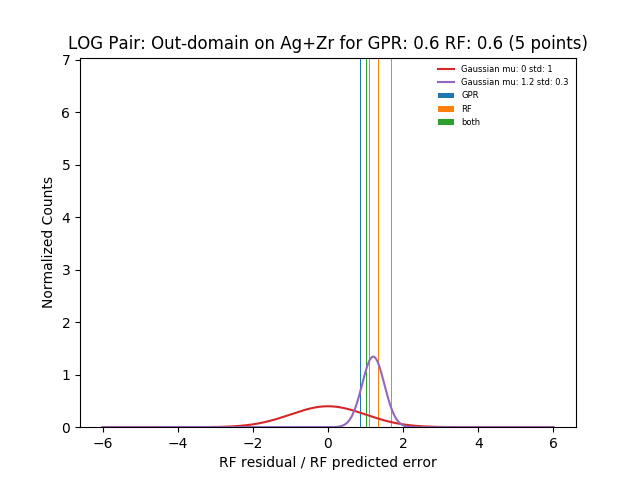 LOG Pair: Out-domain on Ag+Zr for GPR: 0.6 RF: 0.6 (5 points)
Gaussian mu: 0 std: 1
Gaussian mu: 1.2 std: 0.3
GPR
RF
both
Normalized Counts
7
6
5
4
3
2
1
0
−6 −4 −2 0 2 4 6
RF residual / RF predicted error